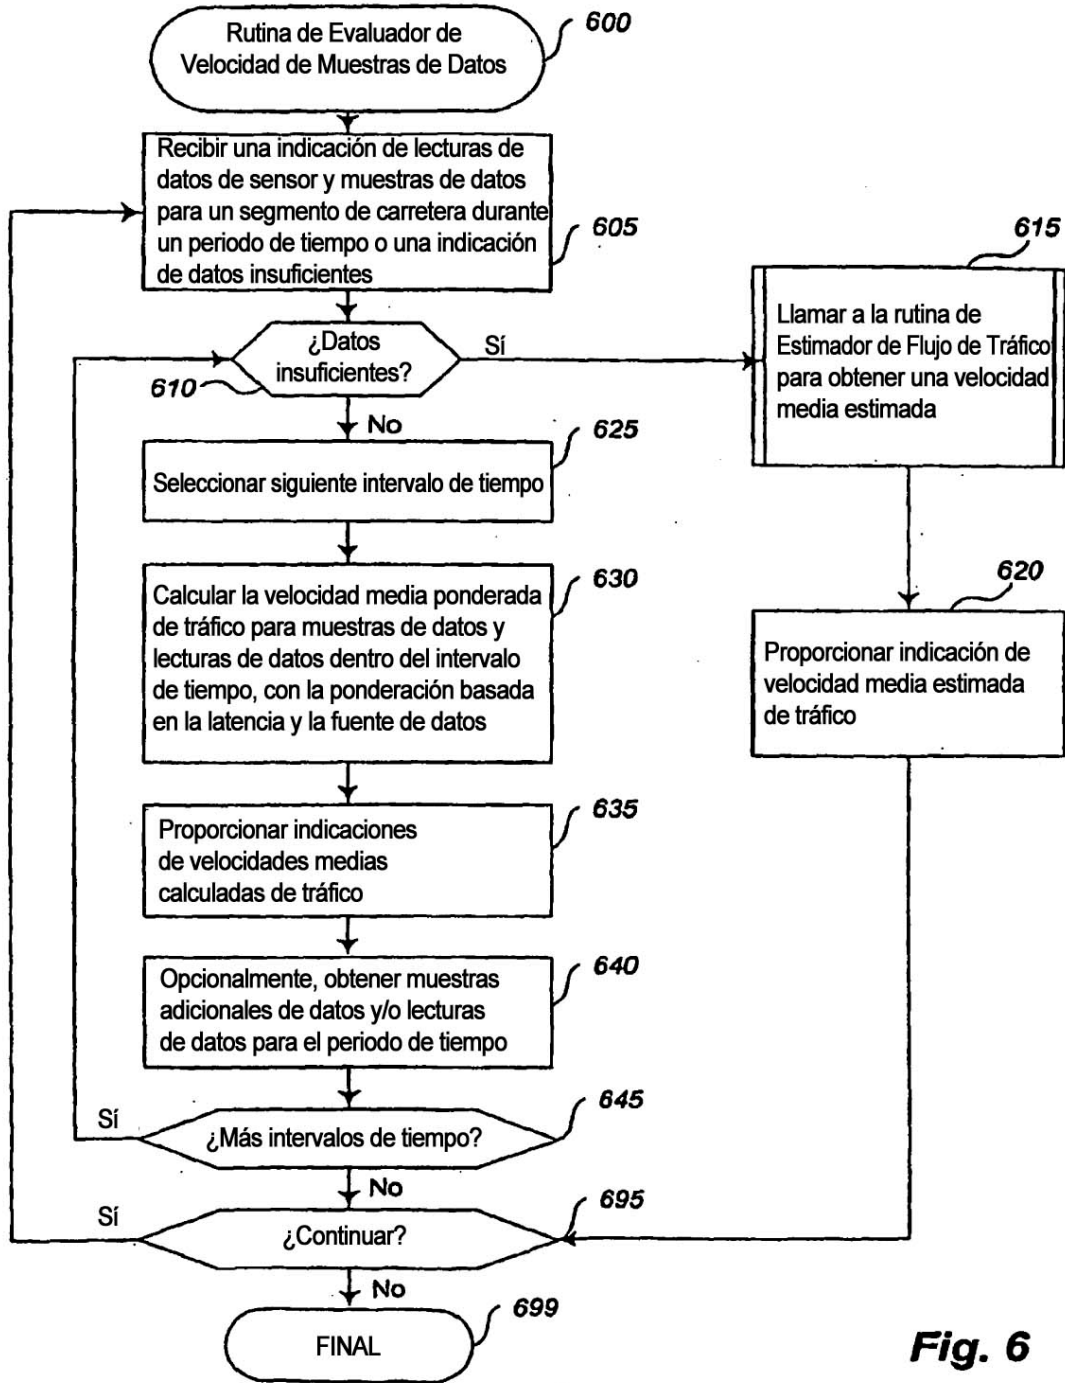 Rutina de Evaluador de
Velocidad de Muestras de Datos
600
Recibir una indicación de lecturas de
datos de sensor y muestras de datos
para un segmento de carretera durante
un periodo de tiempo o una indicación
de datos insuficientes
605
¿Datos
insuficientes?
610
Sí
No
615
Llamar a la rutina de
Estimador de Flujo de Tráfico
para obtener una velocidad
media estimada
620
Proporcionar indicación de
velocidad media estimada
de tráfico
625
Seleccionar siguiente intervalo de tiempo
630
Calcular la velocidad media ponderada
de tráfico para muestras de datos y
lecturas de datos dentro del intervalo
de tiempo, con la ponderación basada
en la latencia y la fuente de datos
635
Proporcionar indicaciones
de velocidades medias
calculadas de tráfico
640
Opcionalmente, obtener muestras
adicionales de datos y/o lecturas
de datos para el periodo de tiempo
645
Sí
¿Más intervalos de tiempo?
No
695
Sí
¿Continuar?
No
699
FINAL
Fig. 6